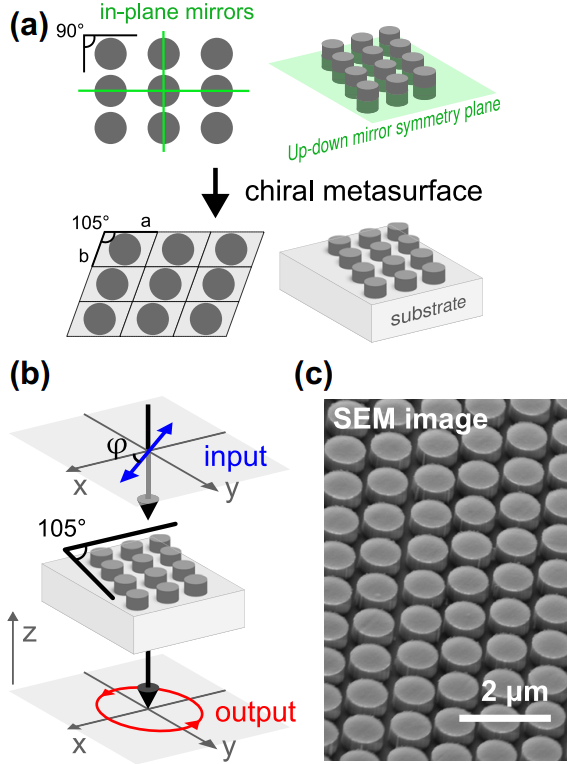 (a)
in-plane mirrors
90°
Up-down mirror symmetry plane
chiral metasurface
105°
a
b
substrate
(b)
(c)
φ
input
x
y
105°
z
output
x
y
SEM image
2 μm